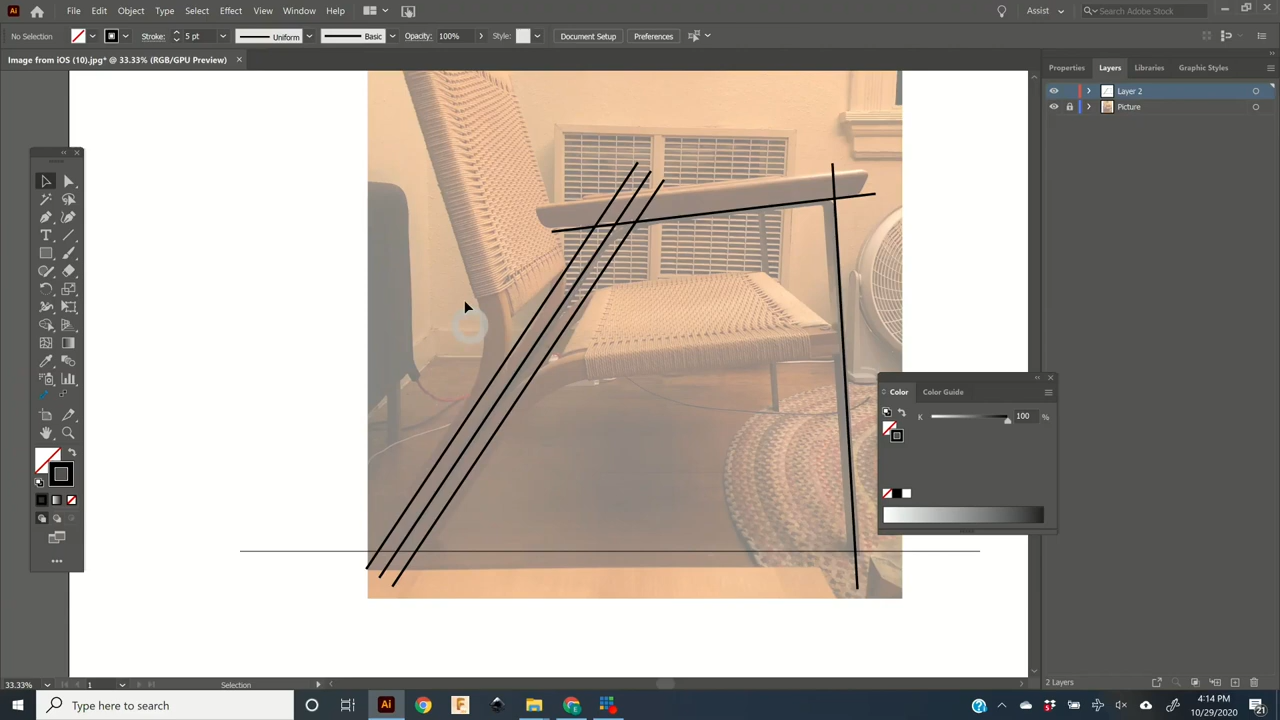 Ai File Edit Object Type Select Effect View Window Help Assist Search Adobe Stock
No Selection Stroke: 5 pt Uniform Basic Opacity: 100% Style: Document Setup Preferences
Image from iOS (10).jpg* @ 33.33% (RGB/GPU Preview) ×
Properties Layers Libraries Graphic Styles
Layer 2
Picture
Color Color Guide
K 100 %
2 Layers
33.33% 1 Selection
Type here to search Ai F 4:14 PM
10/29/2020 21